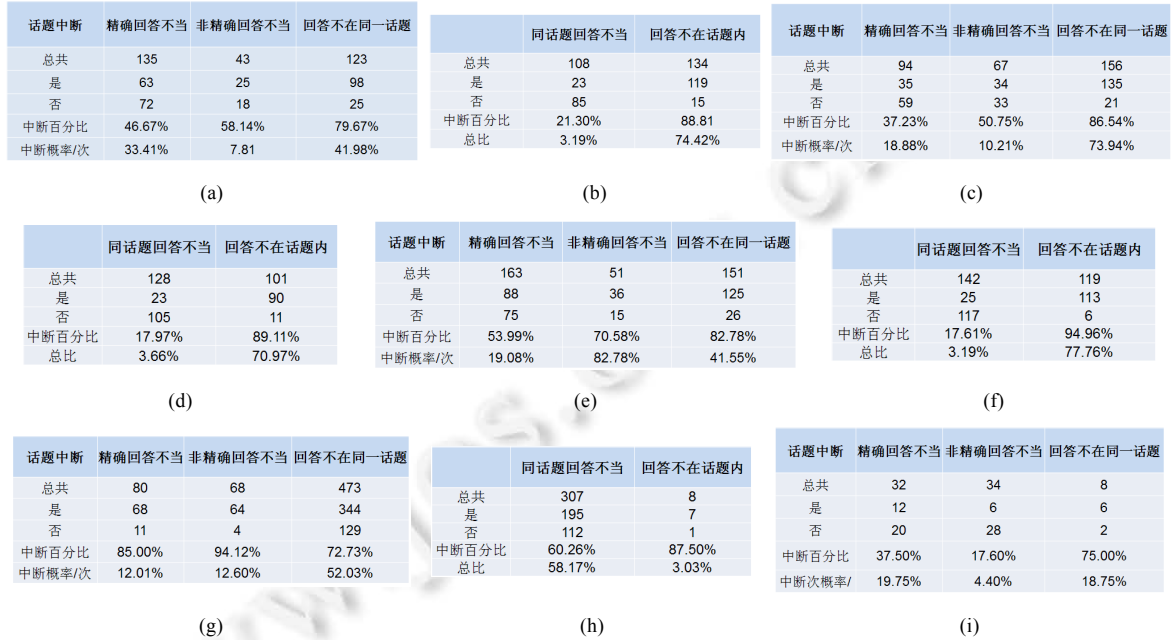 话题中断 精确回答不当 非精确回答不当 回答不在同一话题
总共 135 43 123
是 63 25 98
否 72 18 25
中断百分比 46.67% 58.14% 79.67%
中断概率/次 33.41% 7.81 41.98%
(a)
同话题回答不当 回答不在话题内
总共 108 134
是 23 119
否 85 15
中断百分比 21.30% 88.81
总比 3.19% 74.42%
(b)
话题中断 精确回答不当 非精确回答不当 回答不在同一话题
总共 94 67 156
是 35 34 135
否 59 33 21
中断百分比 37.23% 50.75% 86.54%
中断概率/次 18.88% 10.21% 73.94%
(c)
同话题回答不当 回答不在话题内
总共 128 101
是 23 90
否 105 11
中断百分比 17.97% 89.11%
总比 3.66% 70.97%
(d)
话题中断 精确回答不当 非精确回答不当 回答不在同一话题
总共 163 51 151
是 88 36 125
否 75 15 26
中断百分比 53.99% 70.58% 82.78%
中断概率/次 19.08% 82.78% 41.55%
(e)
同话题回答不当 回答不在话题内
总共 142 119
是 25 113
否 117 6
中断百分比 17.61% 94.96%
总比 3.19% 77.76%
(f)
话题中断 精确回答不当 非精确回答不当 回答不在同一话题
总共 80 68 473
是 68 64 344
否 11 4 129
中断百分比 85.00% 94.12% 72.73%
中断概率/次 12.01% 12.60% 52.03%
(g)
同话题回答不当 回答不在话题内
总共 307 8
是 195 7
否 112 1
中断百分比 60.26% 87.50%
总比 58.17% 3.03%
(h)
话题中断 精确回答不当 非精确回答不当 回答不在同一话题
总共 32 34 8
是 12 6 6
否 20 28 2
中断百分比 37.50% 17.60% 75.00%
中断次概率/ 19.75% 4.40% 18.75%
(i)